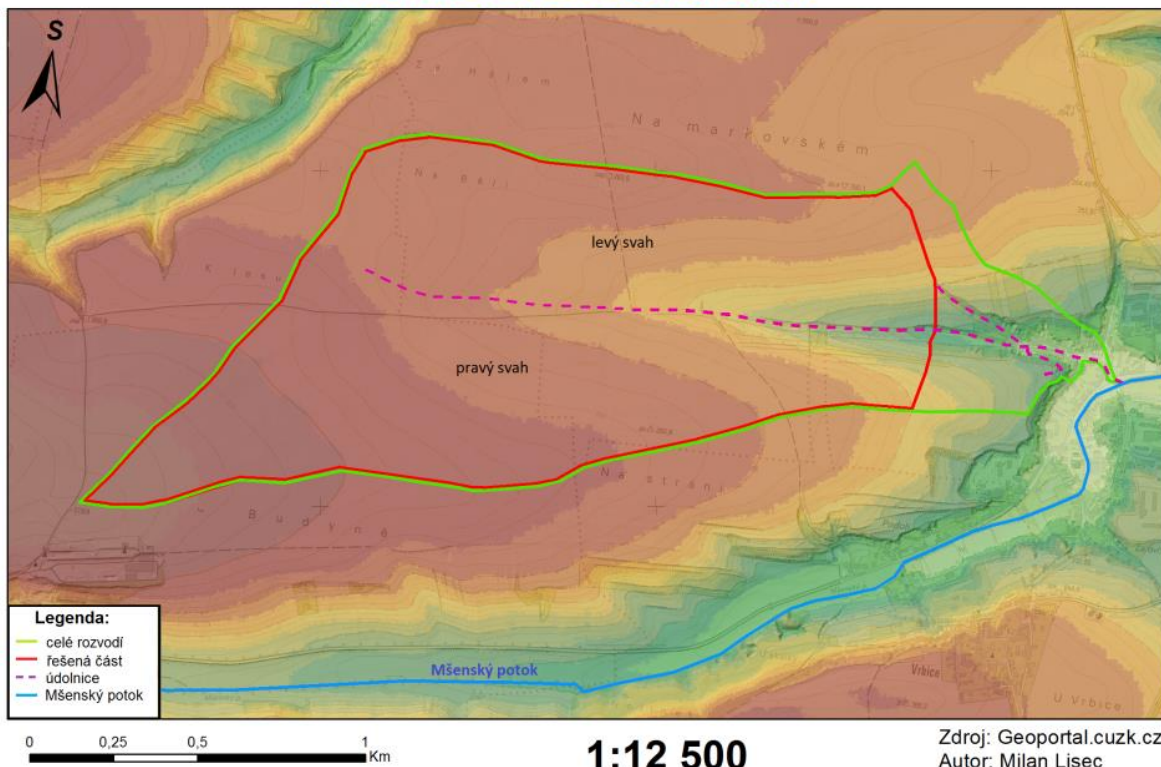 S
Za Hájem
Na markovském
Na Bělì
levý svah
K lesu
pravý svah
Na stráni
Budyně
Legenda:
celé rozvodí
řešená část
údolnice
Mšenský potok
Mšenský potok
Vrbice
U Vrbice
0 0,25 0,5 1
Km
1:12 500
Zdroj: Geoportal.cuzk.cz
Autor: Milan Lisec